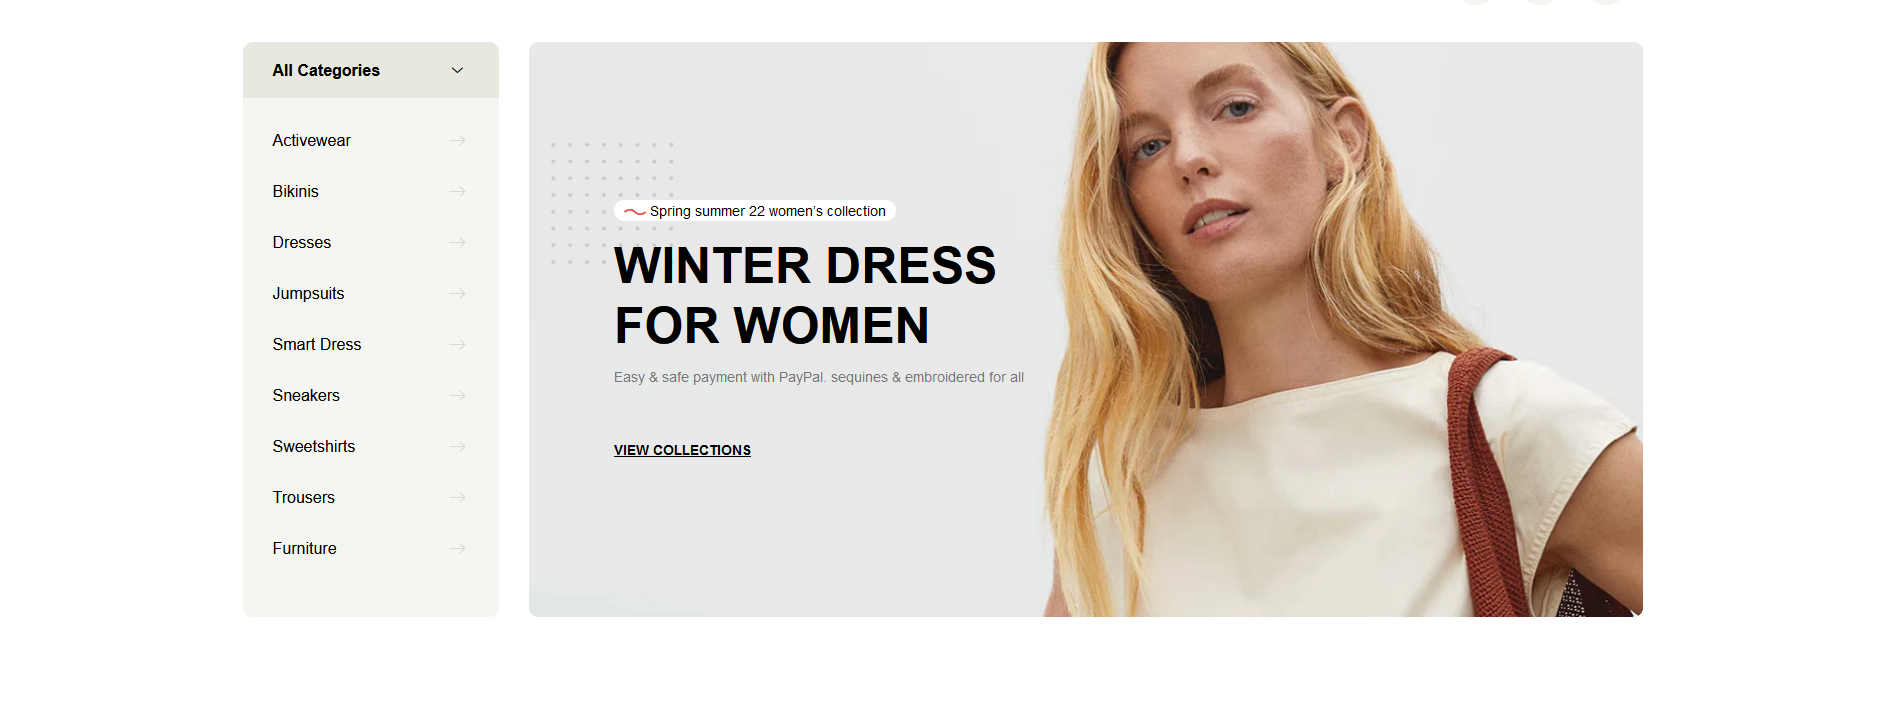 All Categories
Activewear
Bikinis
Dresses
Jumpsuits
Smart Dress
Sneakers
Sweetshirts
Trousers
Furniture
Spring summer 22 women's collection
WINTER DRESS
FOR WOMEN
Easy & safe payment with PayPal. sequines & embroidered for all
VIEW COLLECTIONS